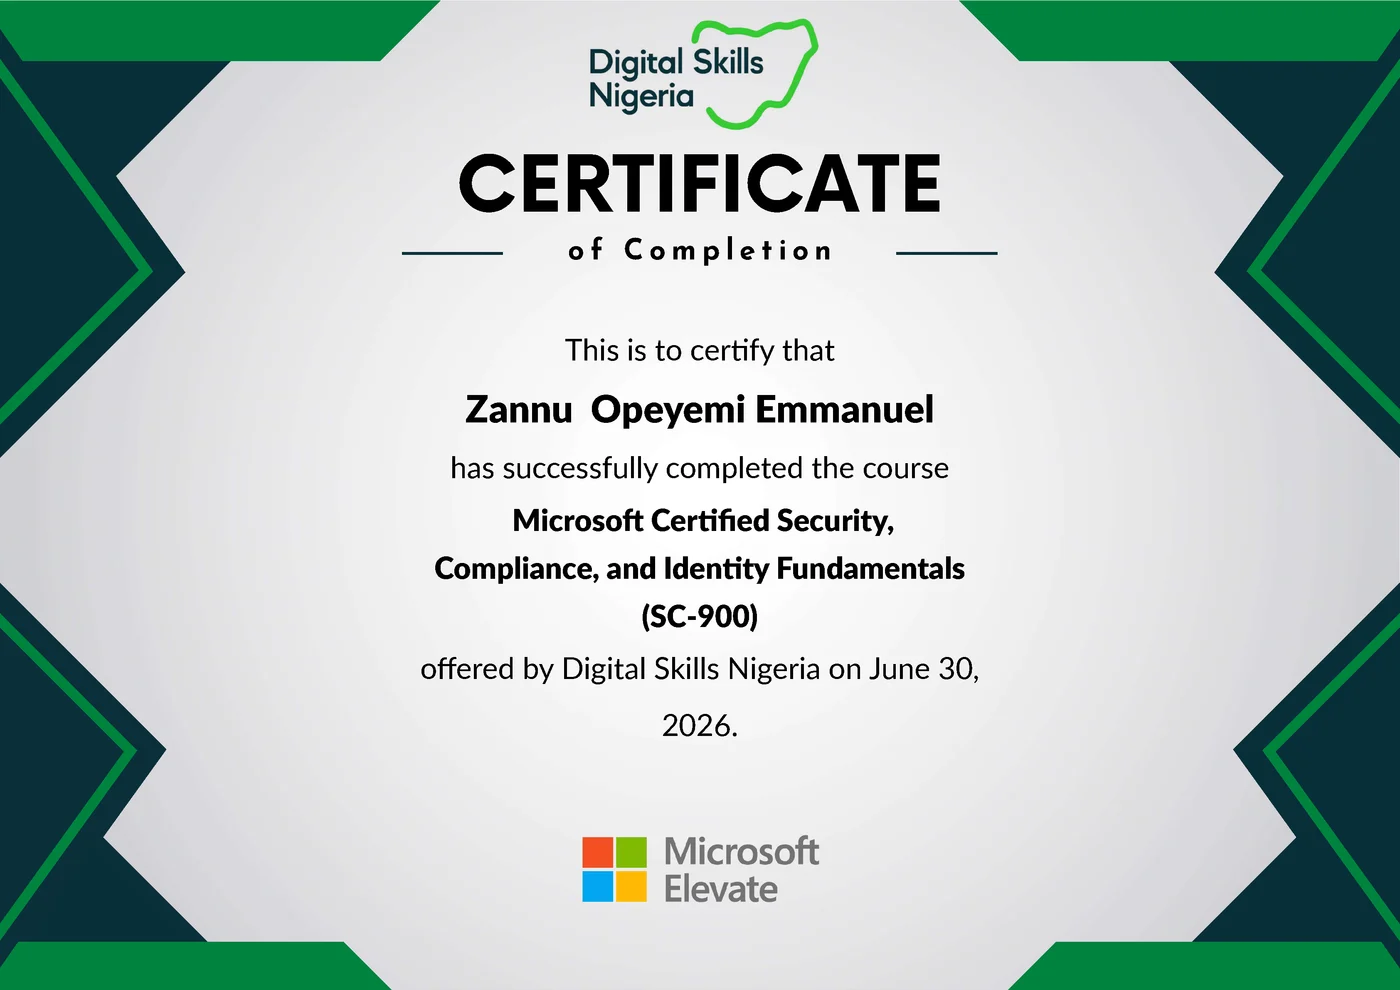 Digital Skills
Nigeria
CERTIFICATE
of Completion
This is to certify that
Zannu  Opeyemi Emmanuel
has successfully completed the course
Microsoft Certified Security,
Compliance, and Identity Fundamentals
(SC-900)
offered by Digital Skills Nigeria on June 30,
2026.
Microsoft
Elevate